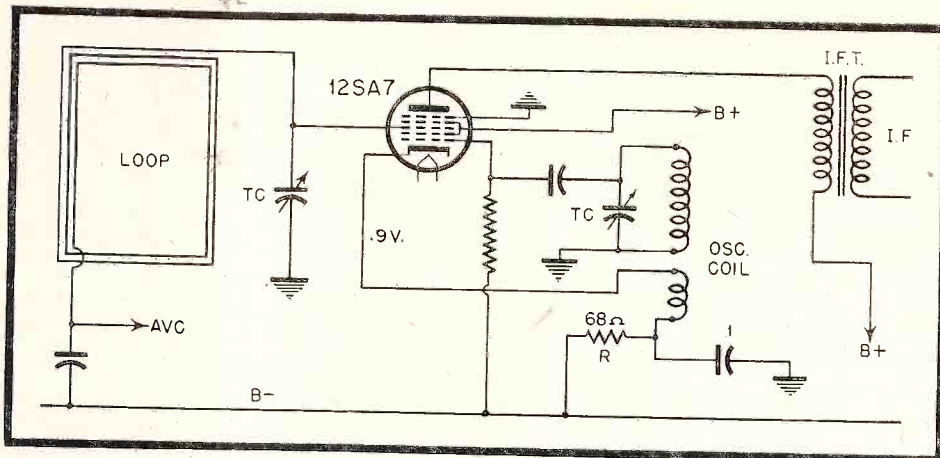 I.F.T.
12SA7
B+
I.F
LOOP
TC
.9V.
TC
OSC.
COIL
AVC
68Ω
R
.1
B+
B-